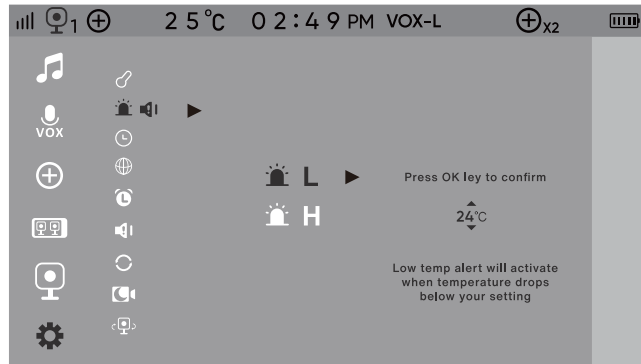 1 25°C 02:49 PM VOX-L X2
VOX
L
H
Press OK ley to confirm
24°C
Low temp alert will activate
when temperature drops
below your setting